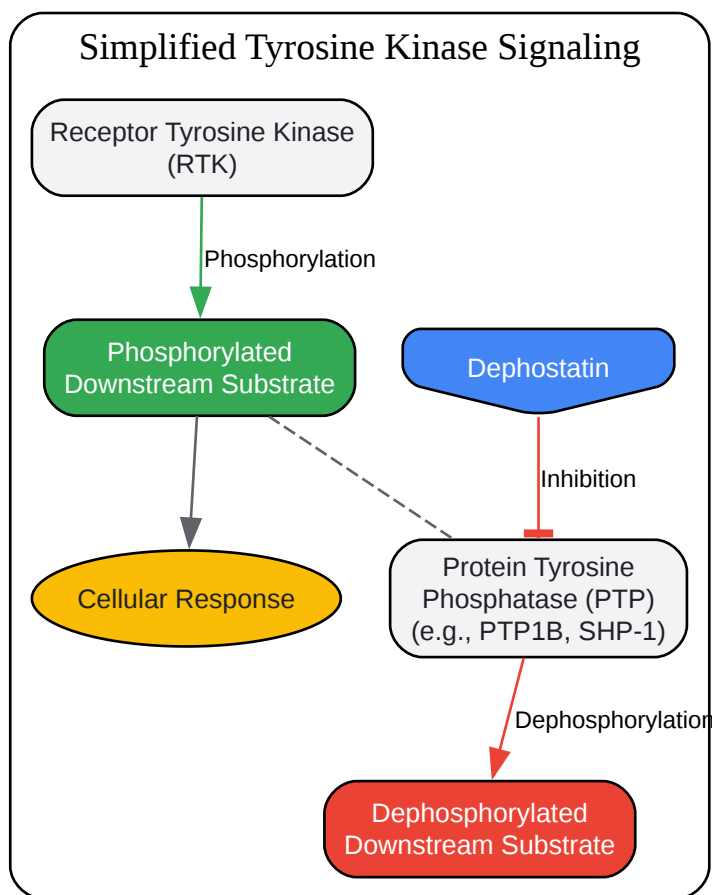 Simplified Tyrosine Kinase Signaling
Receptor Tyrosine Kinase
(RTK)
Phosphorylation
Phosphorylated
Downstream Substrate
Dephostatin
Inhibition
Cellular Response
Protein Tyrosine
Phosphatase (PTP)
(e.g., PTP1B, SHP-1)
Dephosphorylation
Dephosphorylated
Downstream Substrate